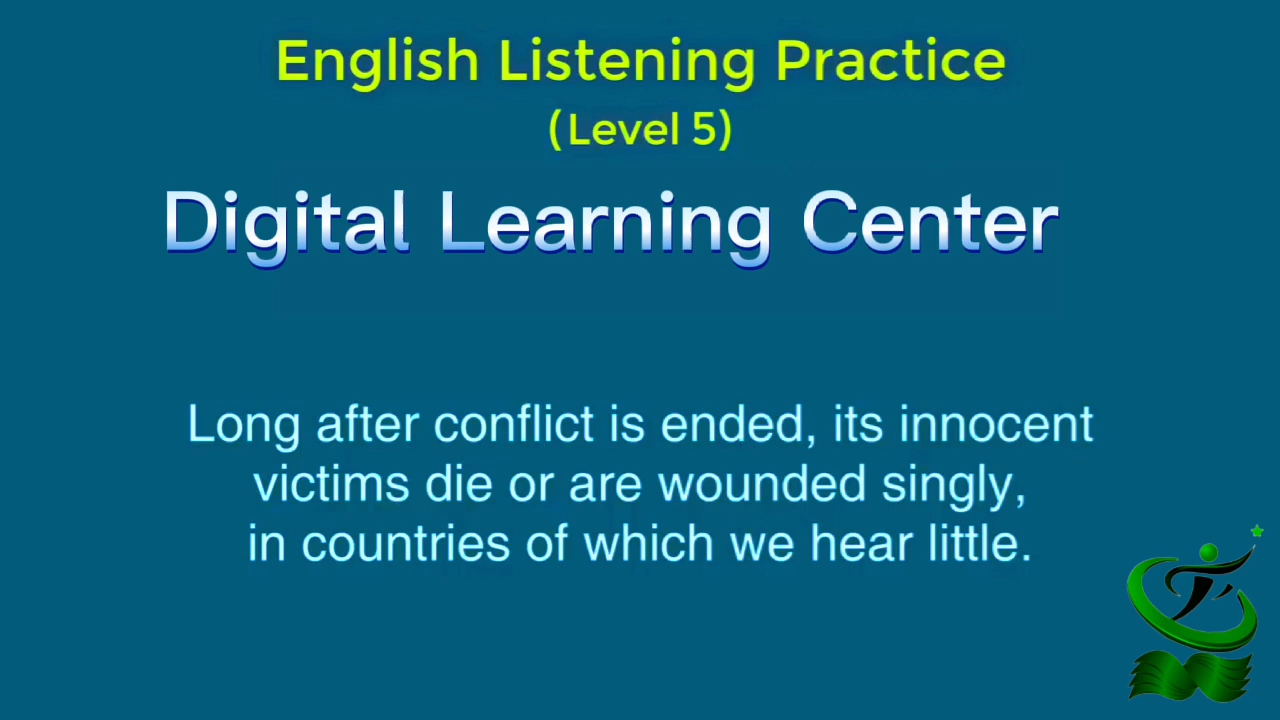 English Listening Practice
(Level 5)
Digital Learning Center
Long after conflict is ended, its innocent
victims die or are wounded singly,
in countries of which we hear little.